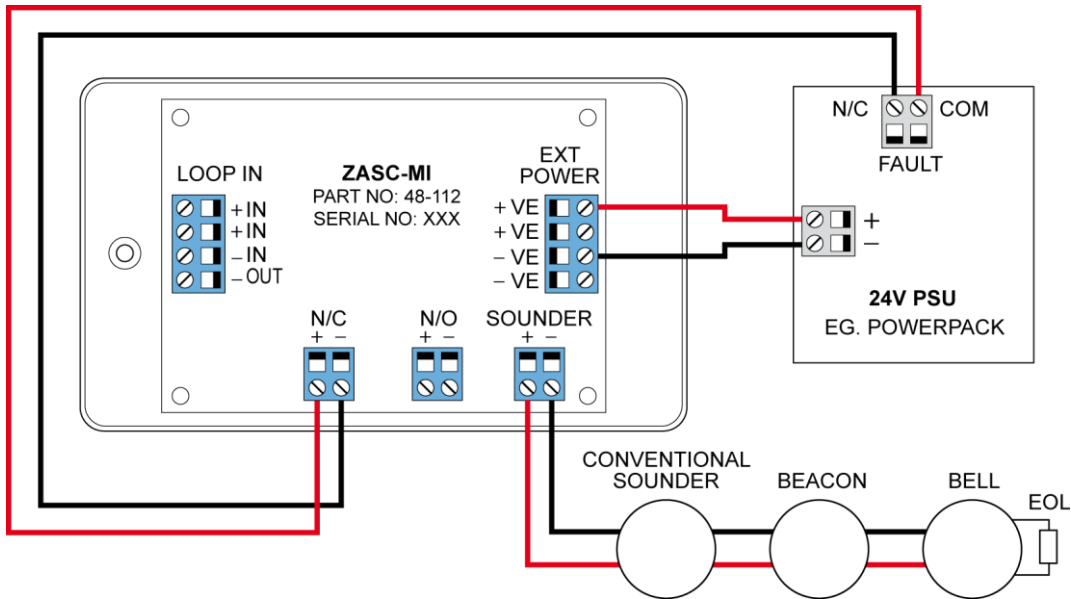 N/C
COM
FAULT
LOOP IN
ZASC-MI
PART NO: 48-112
SERIAL NO: XXX
EXT
POWER
+ IN
+ IN
– IN
– OUT
+ VE
+ VE
– VE
– VE
+
–
24V PSU
EG. POWERPACK
N/C
+ –
N/O
+ –
SOUNDER
+ –
CONVENTIONAL
SOUNDER
BEACON
BELL
EOL